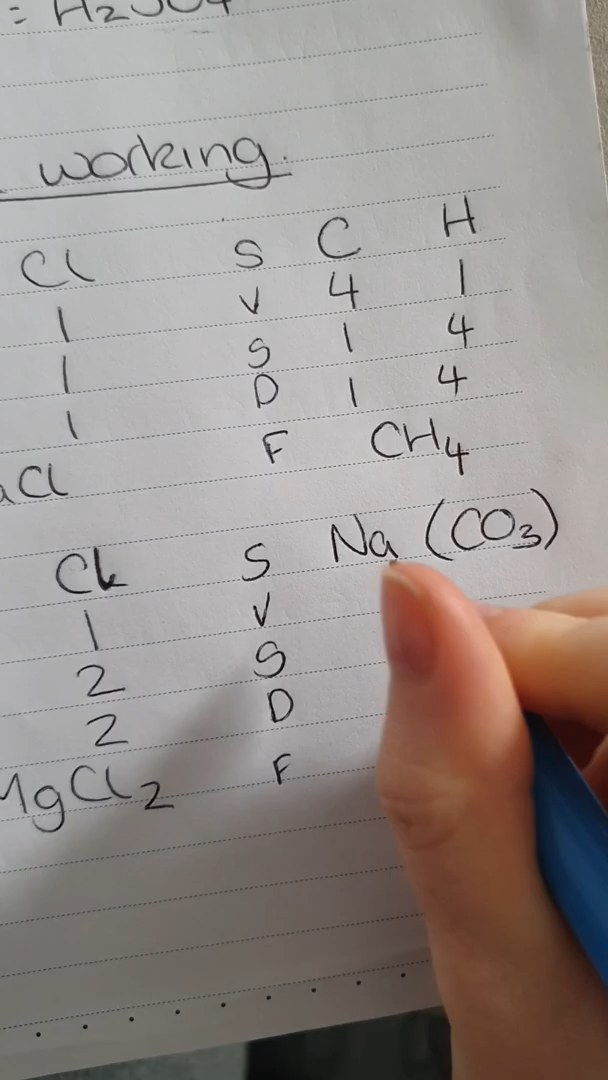 = H2SO4
working.
Cl S C H
1 V 4 1
1 S 1 4
1 D 1 4
aCl F CH4
Cl S Na (CO3)
1 V
2 S
2 D
MgCl2 F